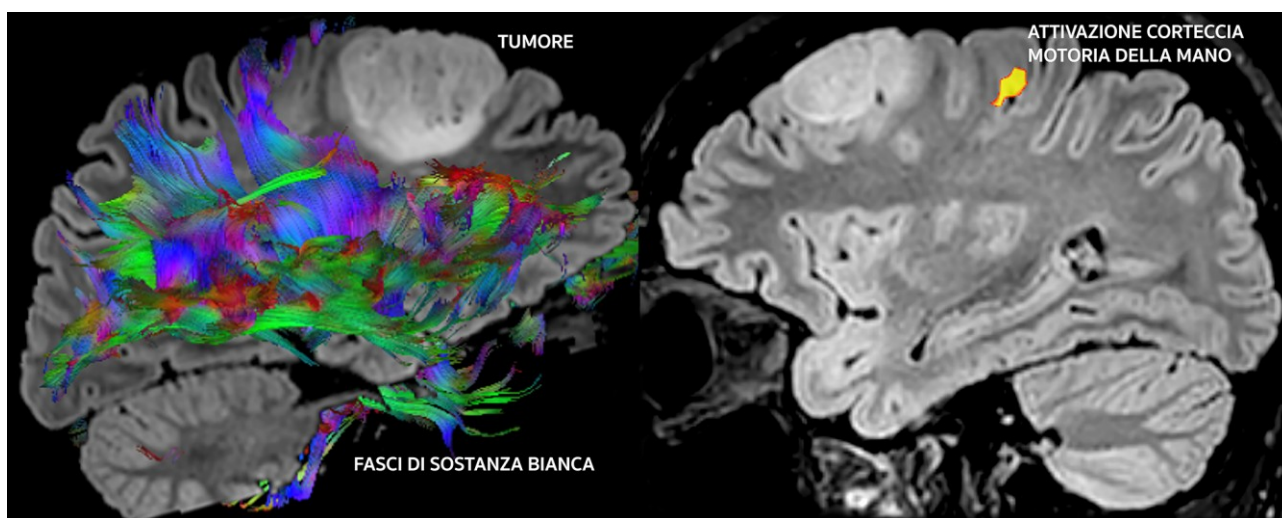 TUMORE
FASCI DI SOSTANZA BIANCA
ATTIVAZIONE CORTECCIA
MOTORIA DELLA MANO